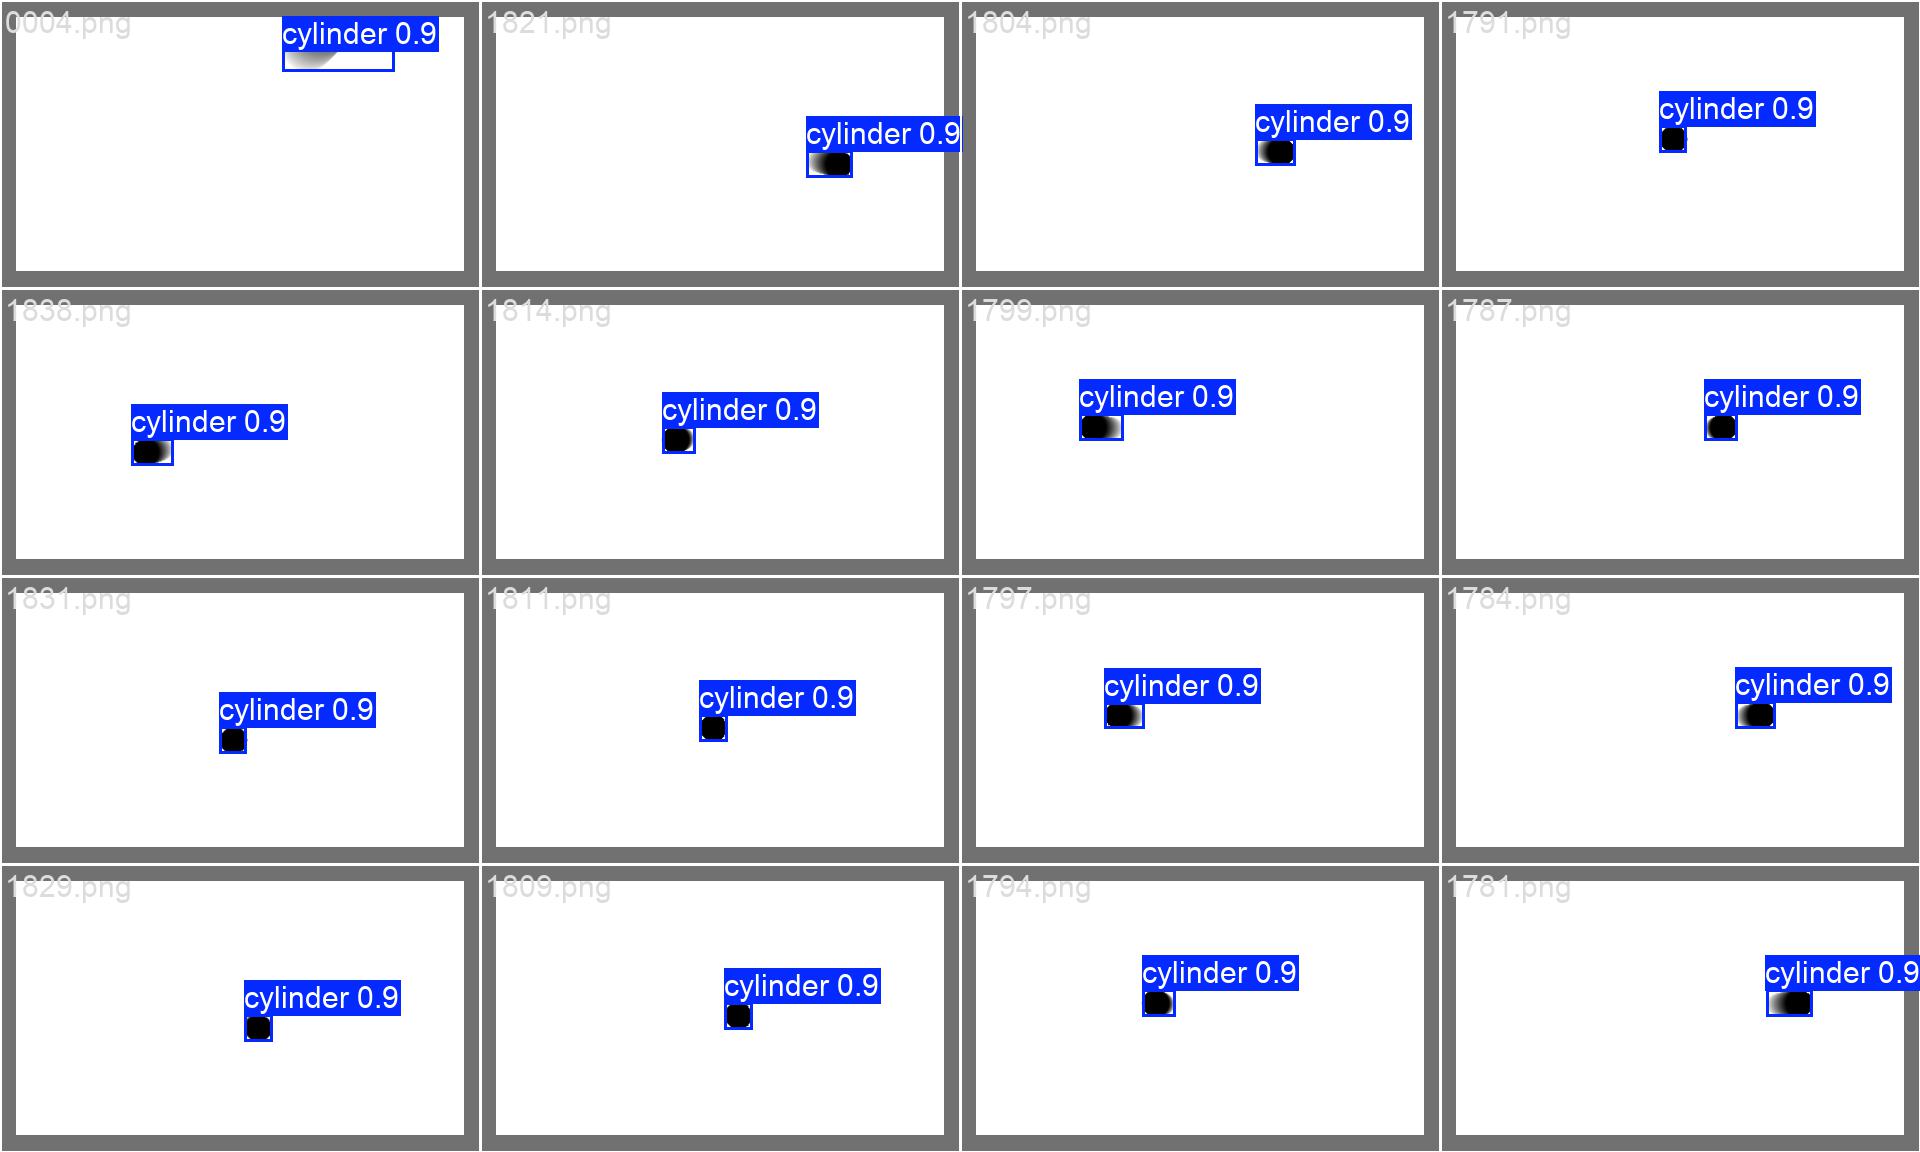 0004.png
cylinder 0.9
1821.png
cylinder 0.9
1804.png
cylinder 0.9
1791.png
cylinder 0.9
1838.png
cylinder 0.9
1814.png
cylinder 0.9
1799.png
cylinder 0.9
1787.png
cylinder 0.9
1831.png
cylinder 0.9
1811.png
cylinder 0.9
1797.png
cylinder 0.9
1784.png
cylinder 0.9
1829.png
cylinder 0.9
1809.png
cylinder 0.9
1794.png
cylinder 0.9
1781.png
cylinder 0.9